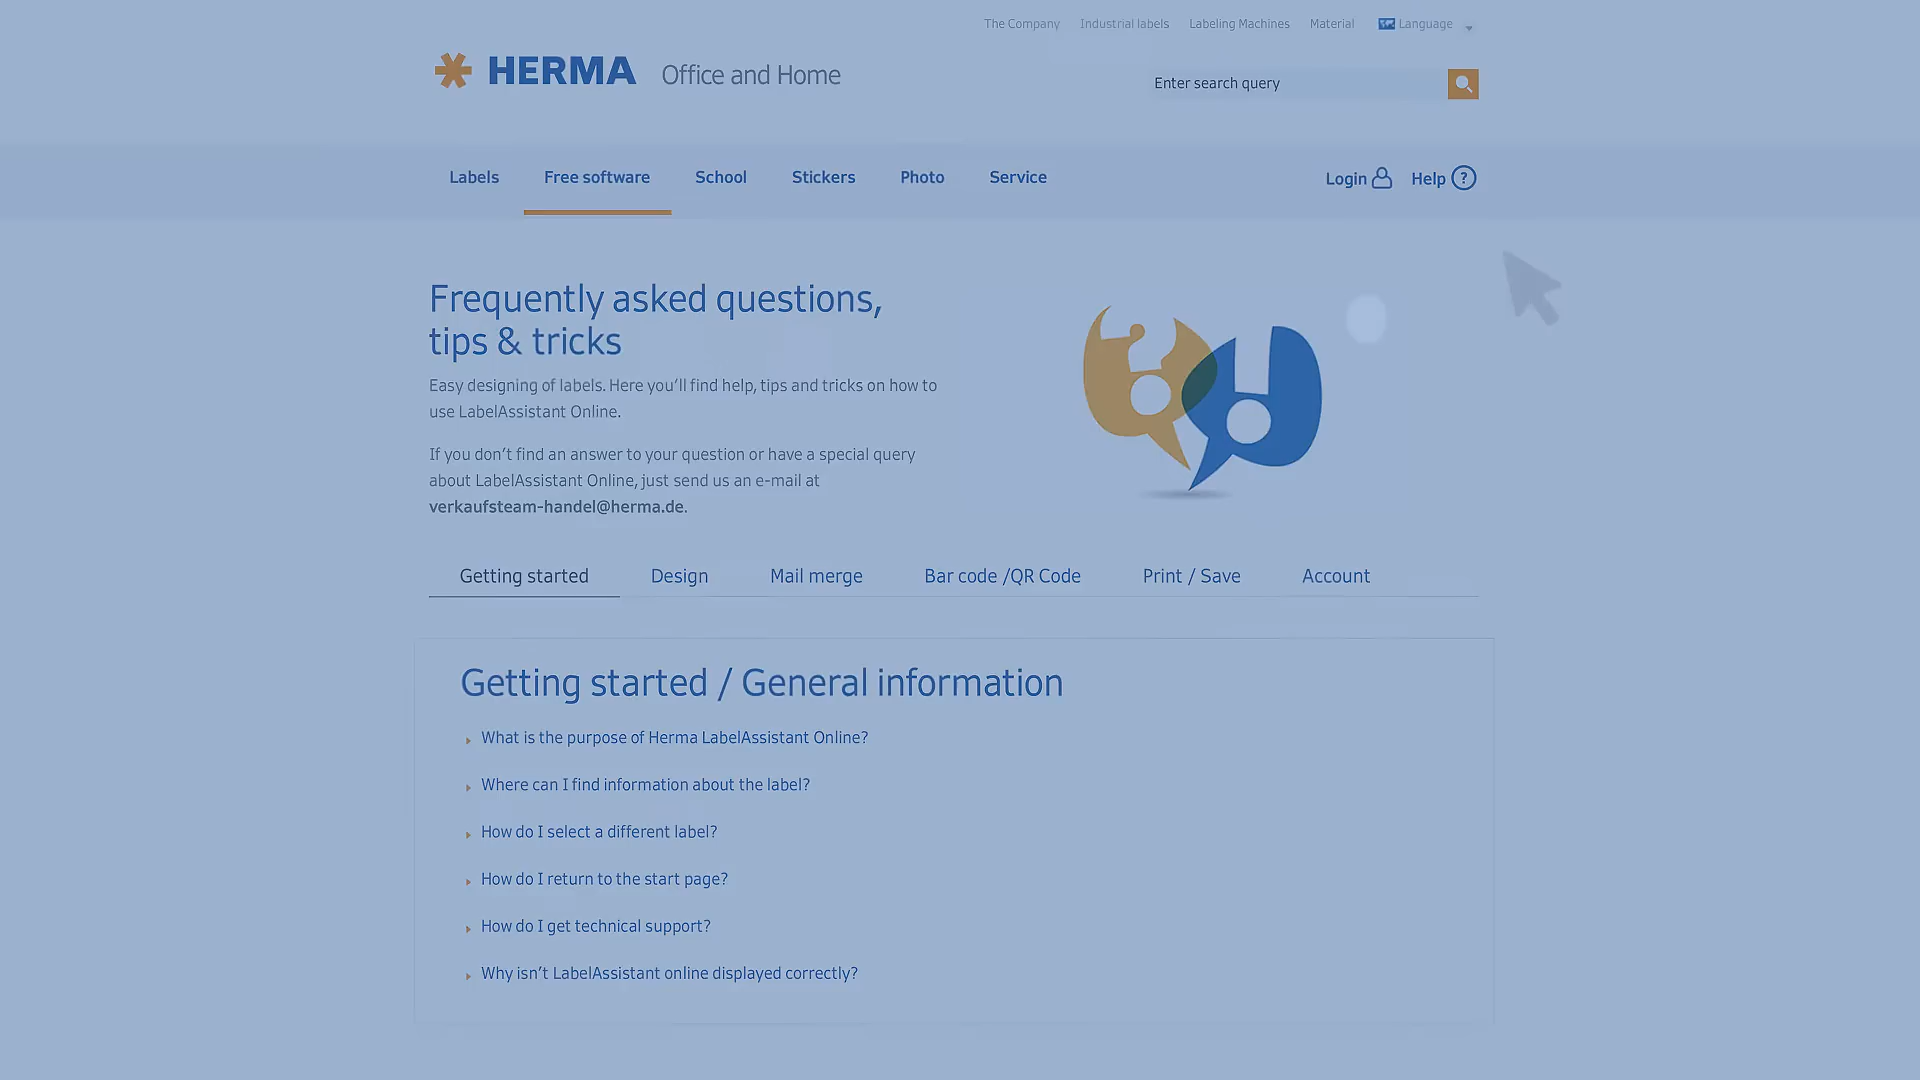 The Company Industrial labels Labeling Machines Material Language
HERMA Office and Home
Enter search query
Labels Free software School Stickers Photo Service Login Help ?
Frequently asked questions,
tips & tricks
Easy designing of labels. Here you'll find help, tips and tricks on how to
use LabelAssistant Online.
If you don't find an answer to your question or have a special query
about LabelAssistant Online, just send us an e-mail at
verkaufsteam-handel@herma.de.
Getting started Design Mail merge Bar code /QR Code Print / Save Account
Getting started / General information
What is the purpose of Herma LabelAssistant Online?
Where can I find information about the label?
How do I select a different label?
How do I return to the start page?
How do I get technical support?
Why isn't LabelAssistant online displayed correctly?